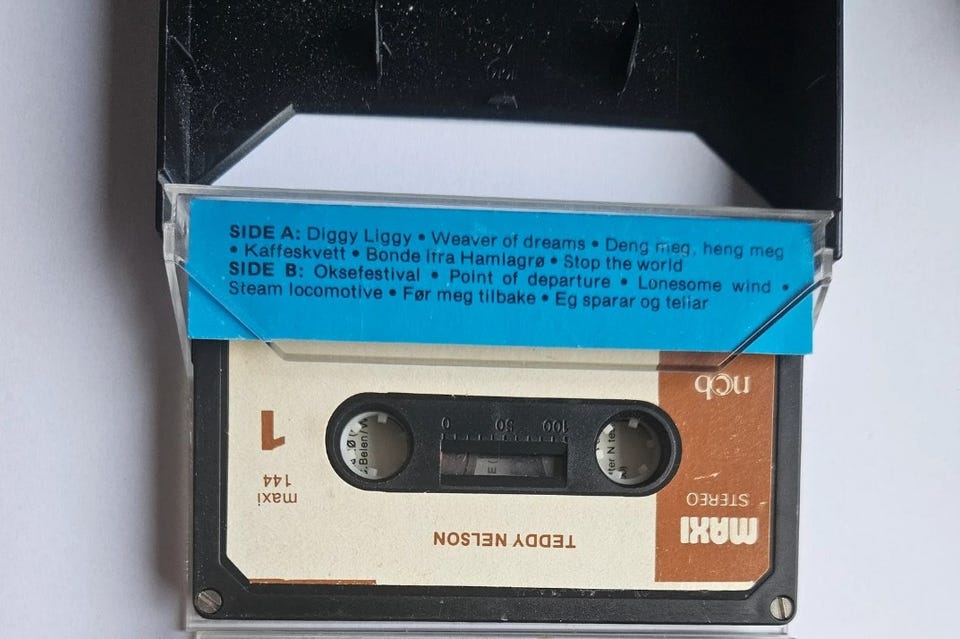 SIDE A: Diggy Liggy • Weaver of dreams • Deng meg, heng meg
• Kaffeskvett • Bonde ifra Hamlagrø • Stop the world
SIDE B: Oksefestival • Point of departure • Lonesome wind •
Steam locomotive • Før meg tilbake • Eg sparar og tellar
ncb
1
0 50 100
maxi
144
STEREO
MAXI
TEDDY NELSON